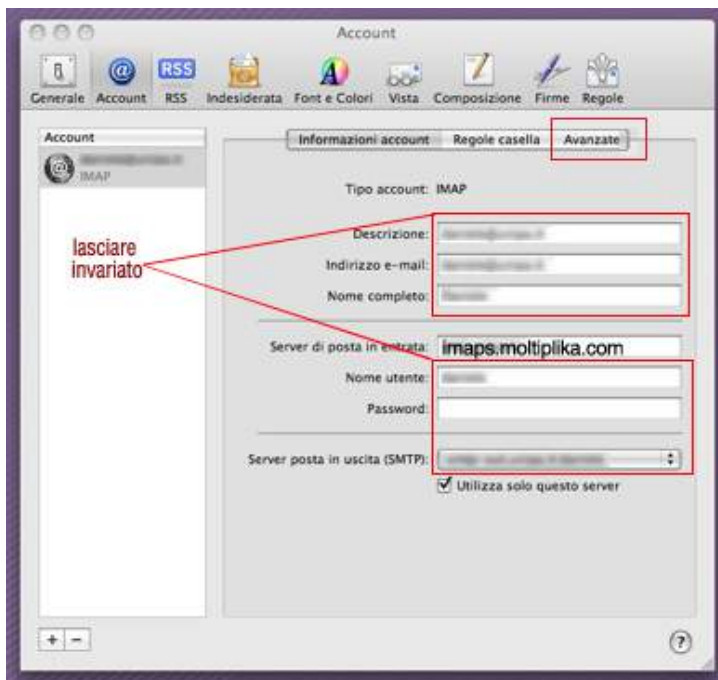 Account
Generale Account RSS Indesiderata Font e Colori Vista Composizione Firme Regole
RSS
Account
IMAP
Informazioni account Regole casella Avanzate
Tipo account: IMAP
lasciare
invariato
Descrizione:
Indirizzo e-mail:
Nome completo:
Server di posta in entrata: imaps.moltiplika.com
Nome utente:
Password:
Server posta in uscita (SMTP):
Utilizza solo questo server
+ −
?